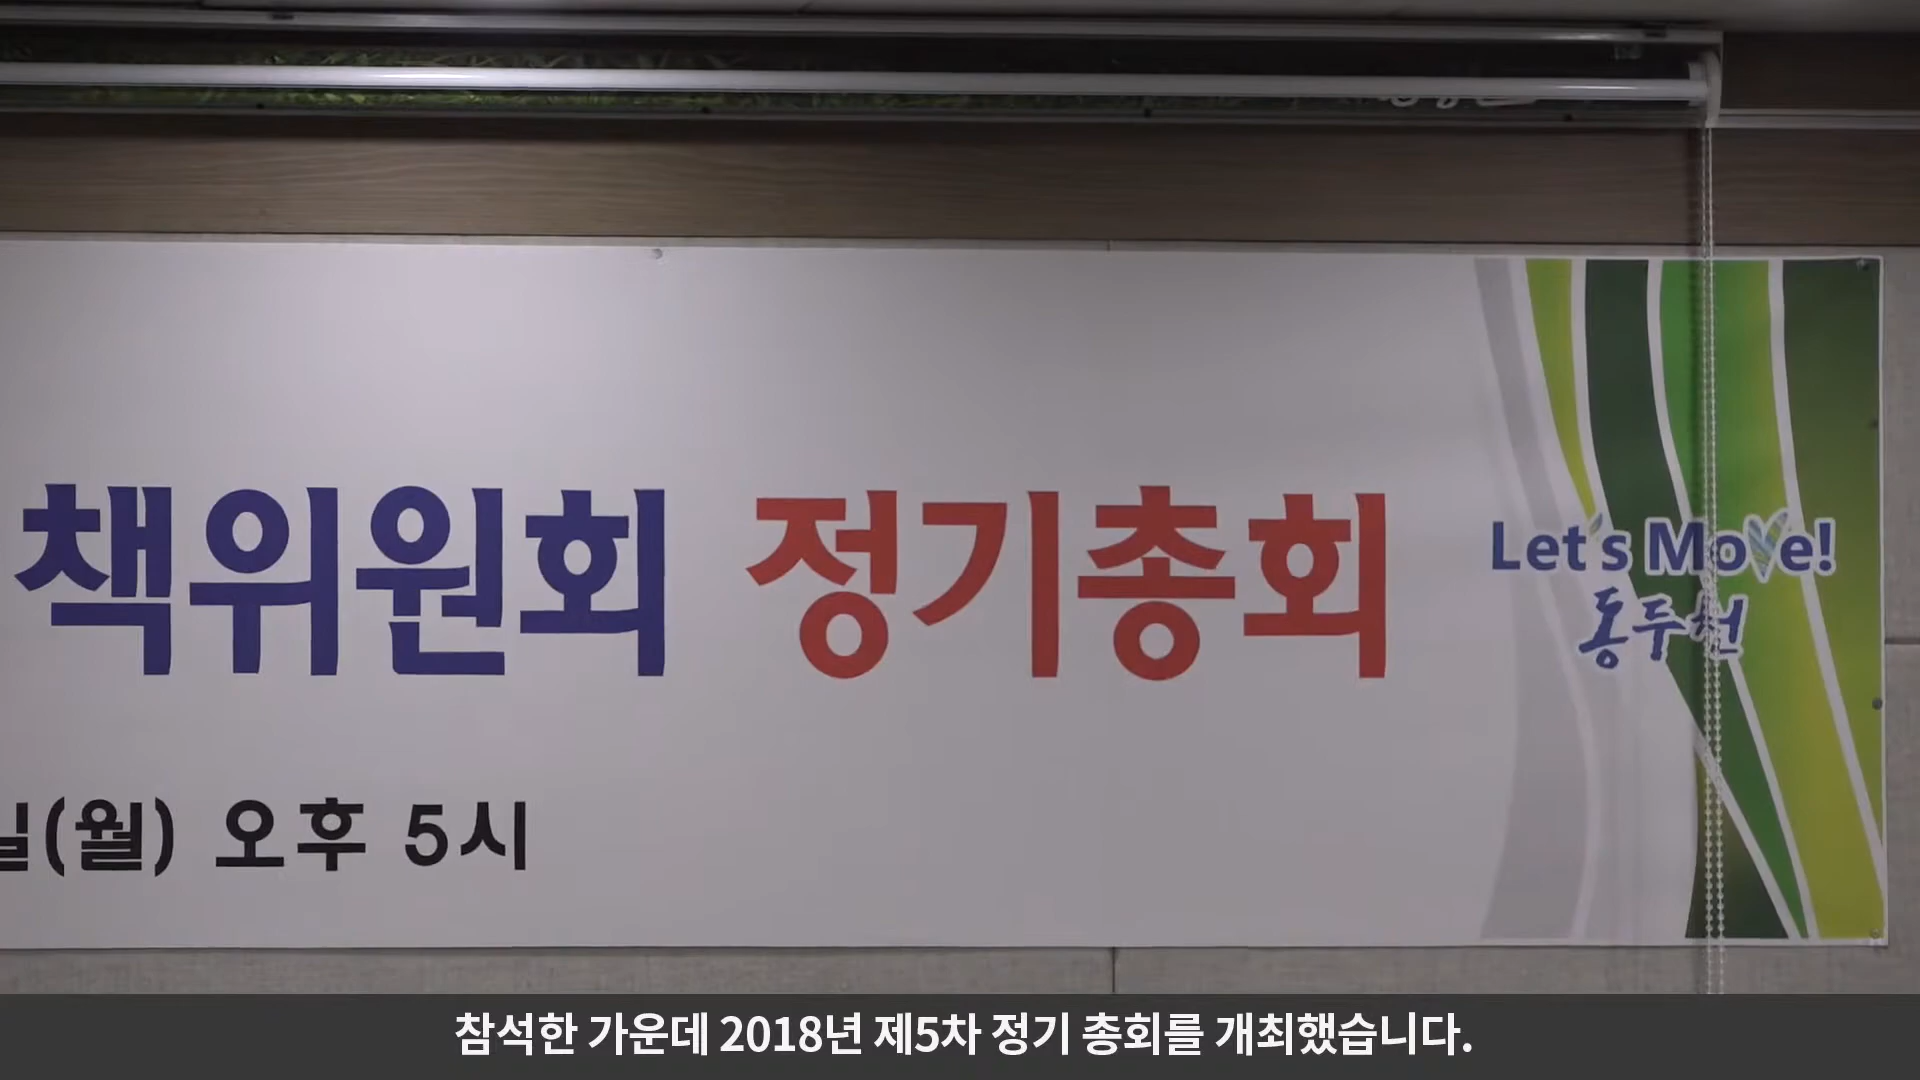 책위원회 정기총회
Let's Move!
동두천
일(월) 오후 5시
참석한 가운데 2018년 제5차 정기 총회를 개최했습니다.